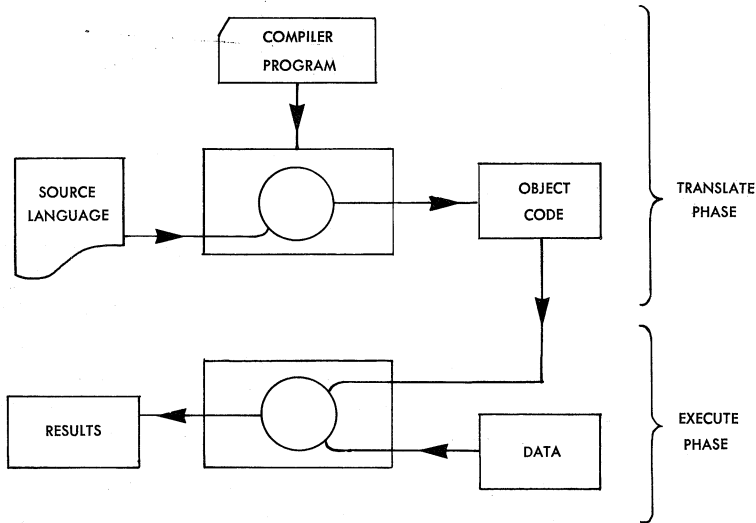 COMPILER
PROGRAM
SOURCE
LANGUAGE
OBJECT
CODE
TRANSLATE
PHASE
RESULTS
DATA
EXECUTE
PHASE